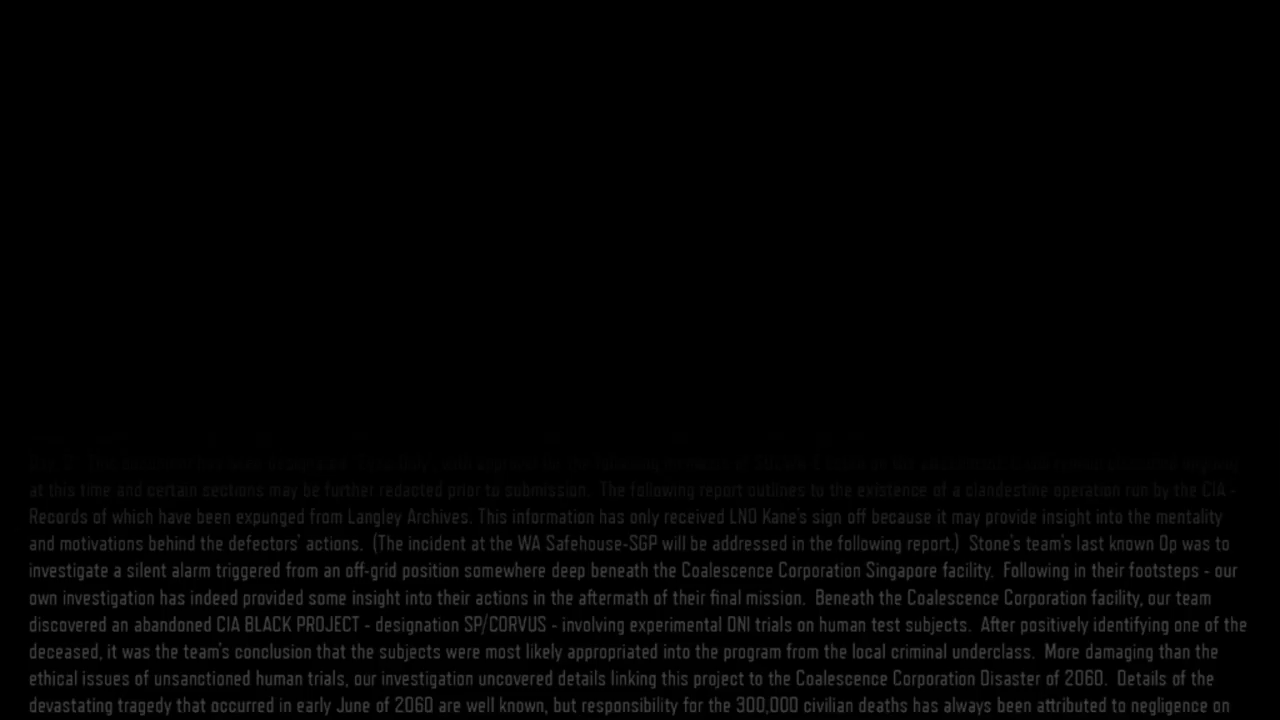 at this time and certain sections may be further redacted prior to submission.  The following report outlines to the existence of a clandestine operation run by the CIA -
Records of which have been expunged from Langley Archives. This information has only received LNO Kane's sign off because it may provide insight into the mentality
and motivations behind the defectors' actions.  (The incident at the WA Safehouse-SGP will be addressed in the following report.)  Stone's team's last known Op was to
investigate a silent alarm triggered from an off-grid position somewhere deep beneath the Coalescence Corporation Singapore facility.  Following in their footsteps - our
own investigation has indeed provided some insight into their actions in the aftermath of their final mission.  Beneath the Coalescence Corporation facility, our team
discovered an abandoned CIA BLACK PROJECT - designation SP/CORVUS - involving experimental DNI trials on human test subjects.  After positively identifying one of the
deceased, it was the team's conclusion that the subjects were most likely appropriated into the program from the local criminal underclass.  More damaging than the
ethical issues of unsanctioned human trials, our investigation uncovered details linking this project to the Coalescence Corporation Disaster of 2060.  Details of the
devastating tragedy that occurred in early June of 2060 are well known, but responsibility for the 300,000 civilian deaths has always been attributed to negligence on